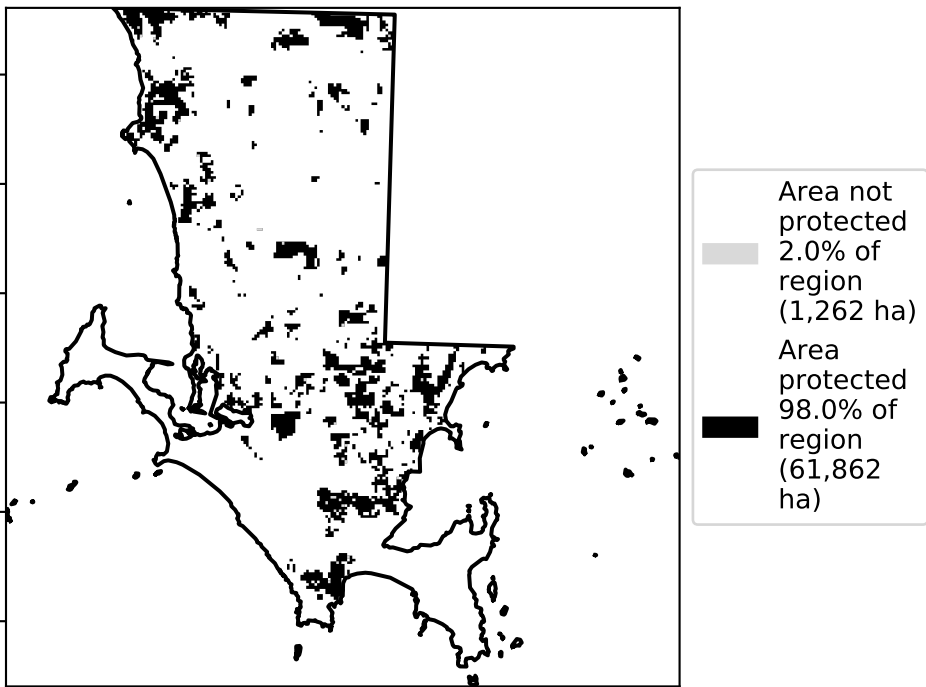 Area not
protected
2.0% of
region
(1,262 ha)
Area
protected
98.0% of
region
(61,862
ha)